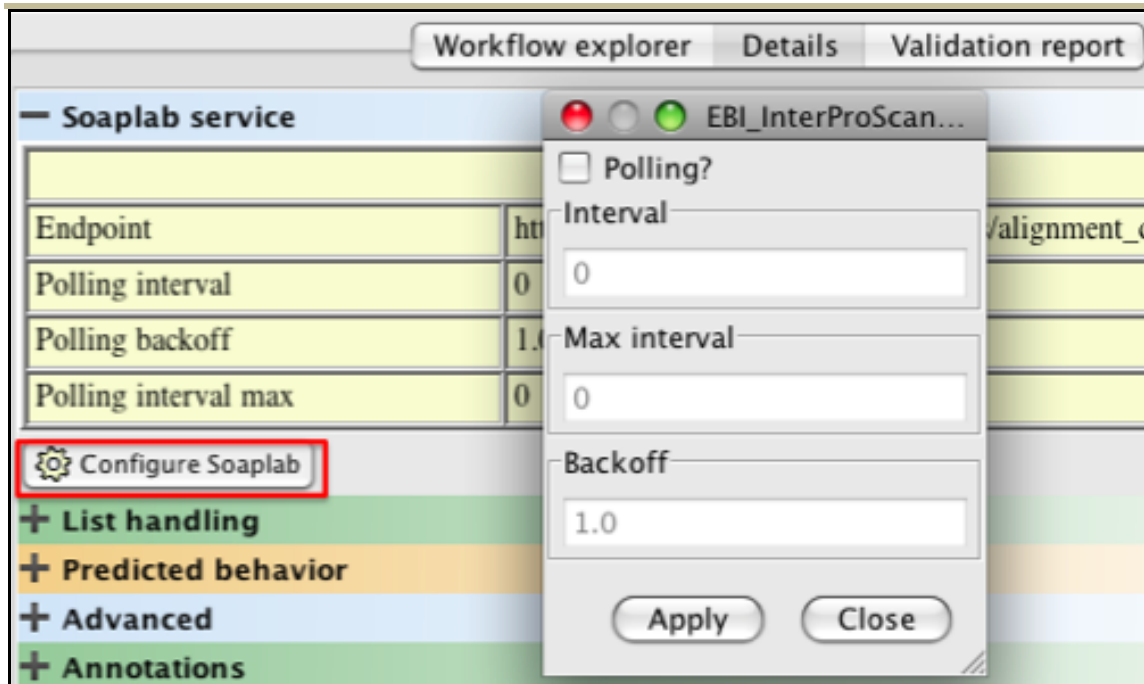 Workflow explorer Details Validation report
Soaplab service
Endpoint
Polling interval 0
Polling backoff
Polling interval max 0
Configure Soaplab
List handling
Predicted behavior
Advanced
Annotations
EBI_InterProScan...
Polling?
Interval
0
Max interval
0
Backoff
1.0
Apply Close